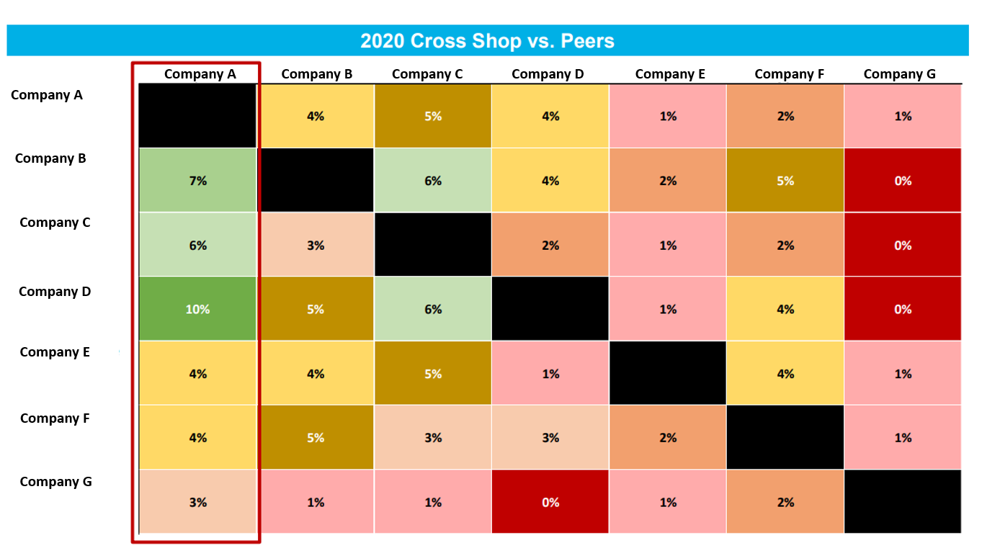 2020 Cross Shop vs. Peers
Company A Company B Company C Company D Company E Company F Company G
Company A 4% 5% 4% 1% 2% 1%
Company B 7% 6% 4% 2% 5% 0%
Company C 6% 3% 2% 1% 2% 0%
Company D 10% 5% 6% 1% 4% 0%
Company E 4% 4% 5% 1% 4% 1%
Company F 4% 5% 3% 3% 2% 1%
Company G 3% 1% 1% 0% 1% 2%